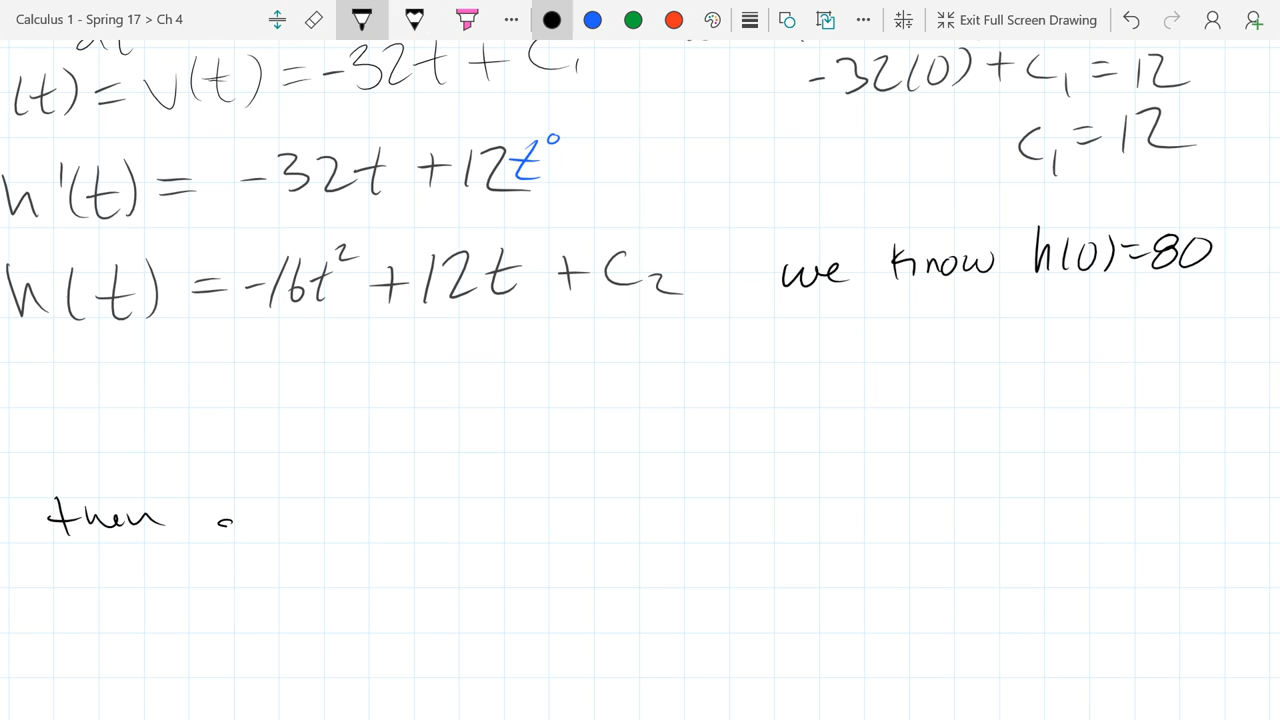 Calculus 1 - Spring 17 > Ch 4
Exit Full Screen Drawing
(t) = v(t) = -32t + C₁
-32(0) + C₁ = 12
C₁ = 12
h'(t) = -32t + 12t⁰
h(t) = -16t² + 12t + C₂
we know h(0) = 80
then